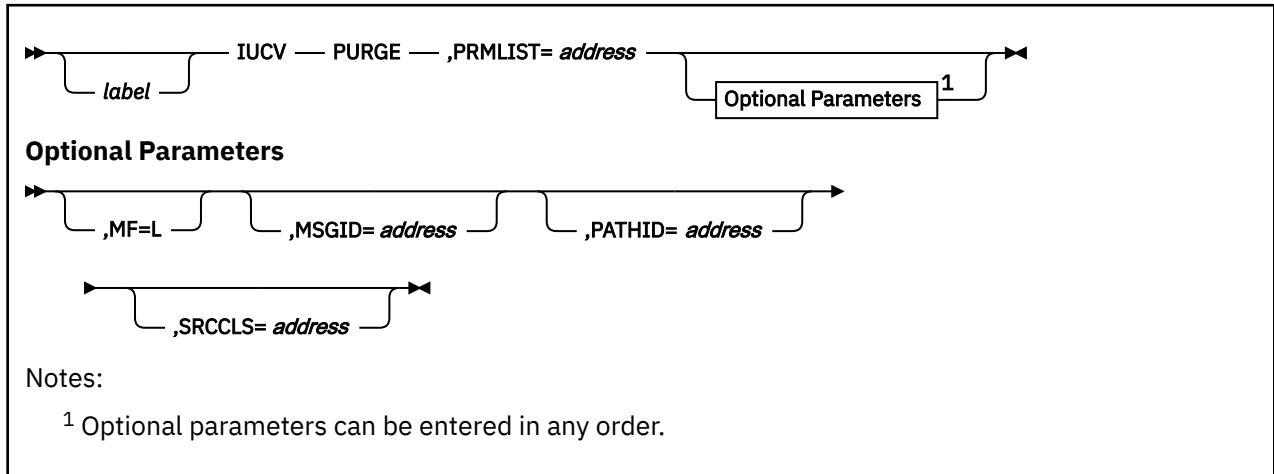 IUCV PURGE ,PRMLIST= address
label
Optional Parameters 1
Optional Parameters
,MF=L ,MSGID= address ,PATHID= address
,SRCCLS= address
Notes:
1 Optional parameters can be entered in any order.